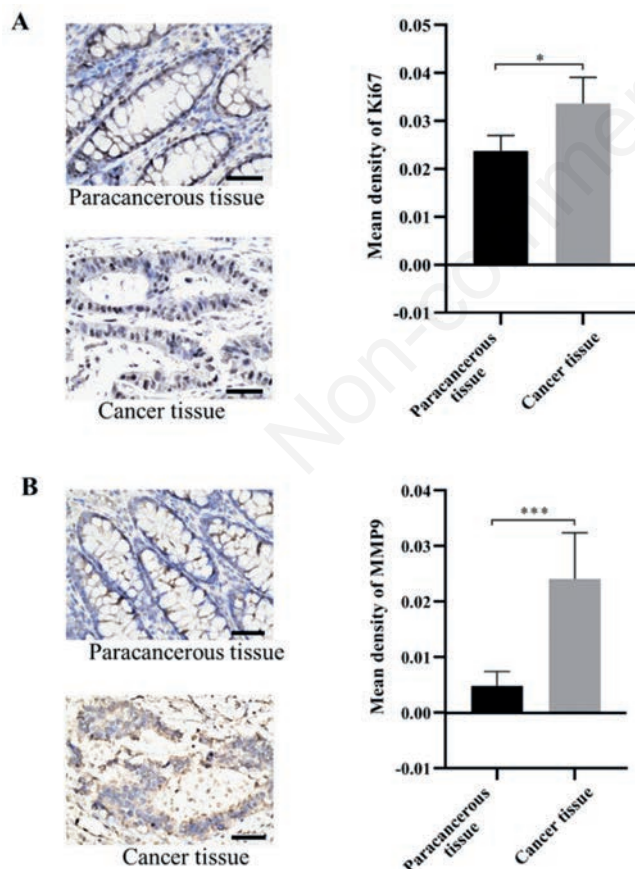 A
Paracancerous tissue
Cancer tissue
Mean density of Ki67
0.05
0.04
0.03
0.02
0.01
0.00
-0.01
*
Paracancerous
tissue
Cancer tissue
Non-commer
B
Paracancerous tissue
Cancer tissue
Mean density of MMP9
0.04
0.03
0.02
0.01
0.00
-0.01
***
Paracancerous
tissue
Cancer tissue